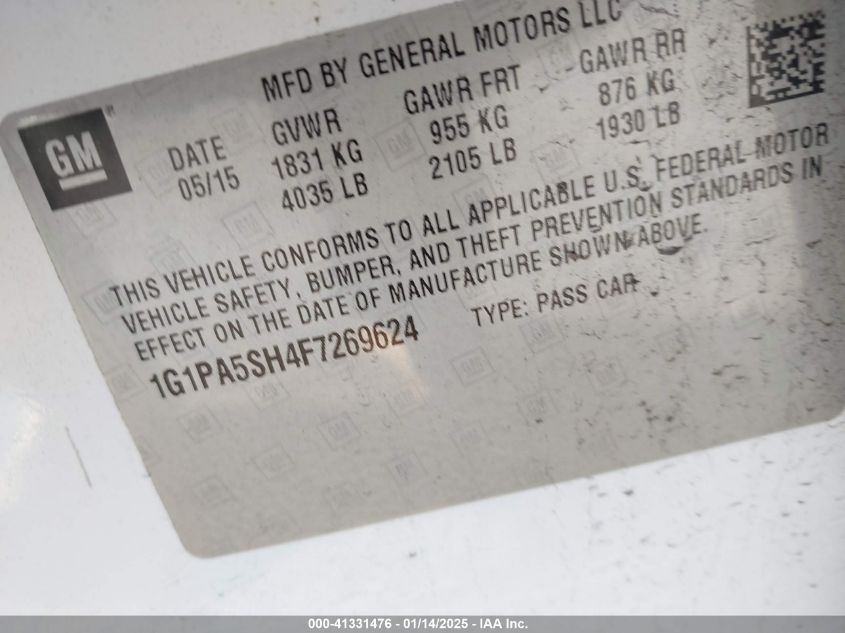 MFD BY GENERAL MOTORS LLC
GM
DATE GVWR GAWR FRT GAWR RR
05/15 1831 KG 955 KG 876 KG
4035 LB 2105 LB 1930 LB
THIS VEHICLE CONFORMS TO ALL APPLICABLE U.S. FEDERAL MOTOR
VEHICLE SAFETY, BUMPER, AND THEFT PREVENTION STANDARDS IN
EFFECT ON THE DATE OF MANUFACTURE SHOWN ABOVE.
1G1PA5SH4F7269624 TYPE: PASS CAR
000-41331476 - 01/14/2025 - IAA Inc.